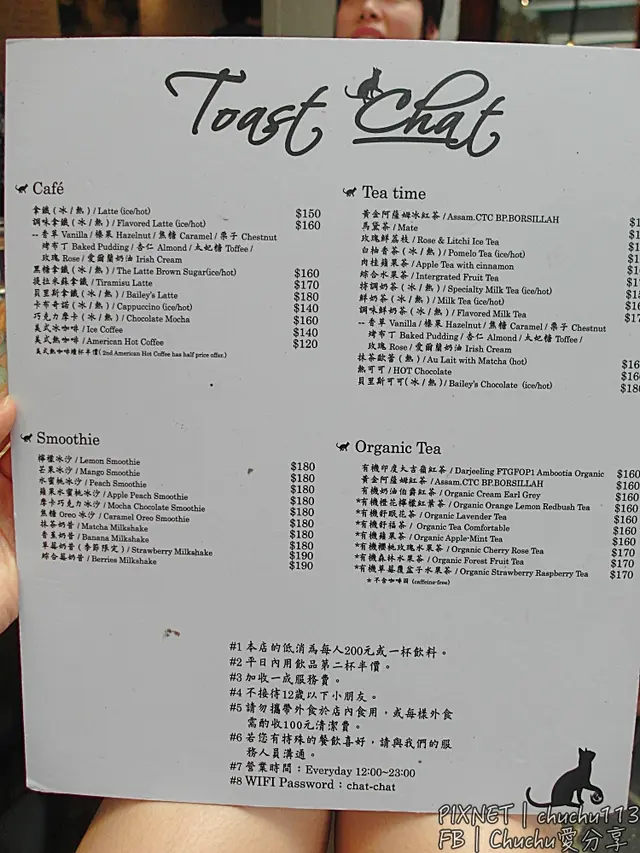 Toast Chat
Café
拿鐵(冰/熱)/Latte (ice/hot) $150
調味拿鐵(冰/熱)/Flavored Latte (ice/hot) $160
-- 香草 Vanilla / 榛果 Hazelnut / 焦糖 Caramel / 栗子 Chestnut
烤布丁 Baked Pudding / 杏仁 Almond / 太妃糖 Toffee /
玫瑰 Rose / 愛爾蘭奶油 Irish Cream
黑糖拿鐵(冰/熱)/The Latte Brown Sugar(ice/hot) $160
提拉米蘇拿鐵/Tiramisu Latte $170
貝里斯拿鐵(冰/熱)/Bailey's Latte $180
卡布奇諾(冰/熱)/Cappuccino (ice/hot) $140
巧克力摩卡(冰/熱)/Chocolate Mocha $160
美式冰咖啡/Ice Coffee $140
美式熱咖啡/American Hot Coffee $120
美式熱咖啡續杯半價(2nd American Hot Coffee has half price offer.)
Tea time
黃金阿薩姆冰紅茶/Assam.CTC BP.BORSILLAH
馬黛茶/Mate
玫瑰鮮荔枝/Rose & Litchi Ice Tea
白柚香茶(冰/熱)/Pomelo Tea (ice/hot)
肉桂蘋果茶/Apple Tea with cinnamon
綜合水果茶/Intergrated Fruit Tea
特調奶茶(冰/熱)/Specialty Milk Tea (ice/hot)
鮮奶茶(冰/熱)/Milk Tea (ice/hot)
調味鮮奶茶(冰/熱)/Flavored Milk Tea
-- 香草 Vanilla / 榛果 Hazelnut / 焦糖 Caramel / 栗子 Chestnut
烤布丁 Baked Pudding / 杏仁 Almond / 太妃糖 Toffee /
玫瑰 Rose / 愛爾蘭奶油 Irish Cream
抹茶歐蕾(熱)/Au Lait with Matcha (hot)
熱可可/HOT Chocolate
貝里斯可可(冰/熱)/Bailey's Chocolate (ice/hot)
Smoothie
檸檬冰沙/Lemon Smoothie $180
芒果冰沙/Mango Smoothie $180
水蜜桃冰沙/Peach Smoothie $180
蘋果水蜜桃冰沙/Apple Peach Smoothie $180
摩卡巧克力冰沙/Mocha Chocolate Smoothie $180
焦糖 Oreo 冰沙/Caramel Oreo Smoothie $180
抹茶奶昔/Matcha Milkshake $180
香蕉奶昔/Banana Milkshake $180
草莓奶昔(季節限定)/Strawberry Milkshake $190
綜合莓奶昔/Berries Milkshake $190
Organic Tea
有機印度大吉嶺紅茶/Darjeeling FTGFOP1 Ambootia Organic $160
黃金阿薩姆紅茶/Assam.CTC BP.BORSILLAH $160
有機奶油伯爵紅茶/Organic Cream Earl Grey $160
*有機橙花檸檬紅葉茶/Organic Orange Lemon Redbush Tea $160
*有機舒眠花茶/Organic Lavender Tea $160
*有機舒福茶/Organic Tea Comfortable $160
*有機蘋果茶/Organic Apple-Mint Tea $160
*有機櫻桃玫瑰水果茶/Organic Cherry Rose Tea $170
*有機森林水果茶/Organic Forest Fruit Tea $170
*有機草莓覆盆子水果茶/Organic Strawberry Raspberry Tea $170
*不含咖啡因(caffeine-free)
#1 本店的低消為每人200元或一杯飲料。
#2 平日內用飲品第二杯半價。
#3 加收一成服務費。
#4 不接待12歲以下小朋友。
#5 請勿攜帶外食於店內食用，或每樣外食
需酌收100元清潔費。
#6 若您有特殊的餐飲喜好，請與我們的服
務人員溝通。
#7 營業時間：Everyday 12:00~23:00
#8 WIFI Password：chat-chat
PIXNET | chuchu113
FB | Chuchu愛分享